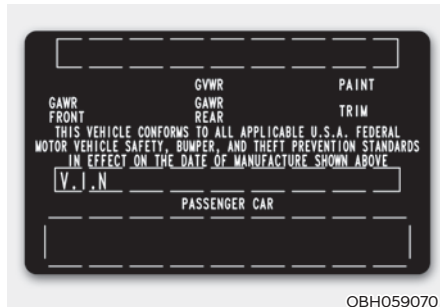 GVWR PAINT
GAWR FRONT GAWR REAR TRIM
THIS VEHICLE CONFORMS TO ALL APPLICABLE U.S.A. FEDERAL
MOTOR VEHICLE SAFETY, BUMPER, AND THEFT PREVENTION STANDARDS
IN EFFECT ON THE DATE OF MANUFACTURE SHOWN ABOVE
V.I.N
PASSENGER CAR
OBH059070